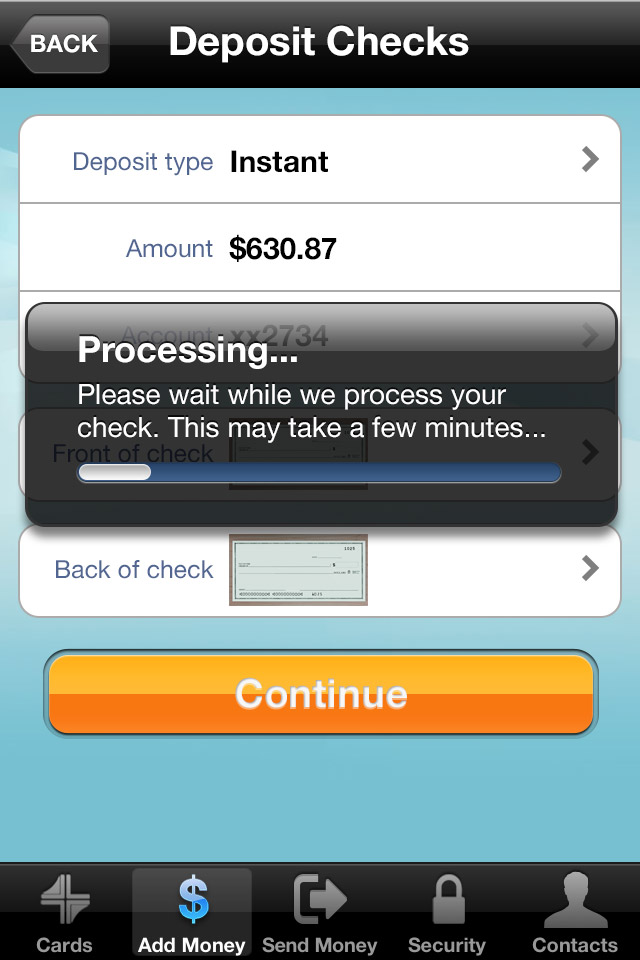 BACK
Deposit Checks
Deposit type Instant
Amount $630.87
Account xx2734
Processing...
Please wait while we process your
check. This may take a few minutes...
Front of check
Back of check
Continue
Cards
Add Money
Send Money
Security
Contacts